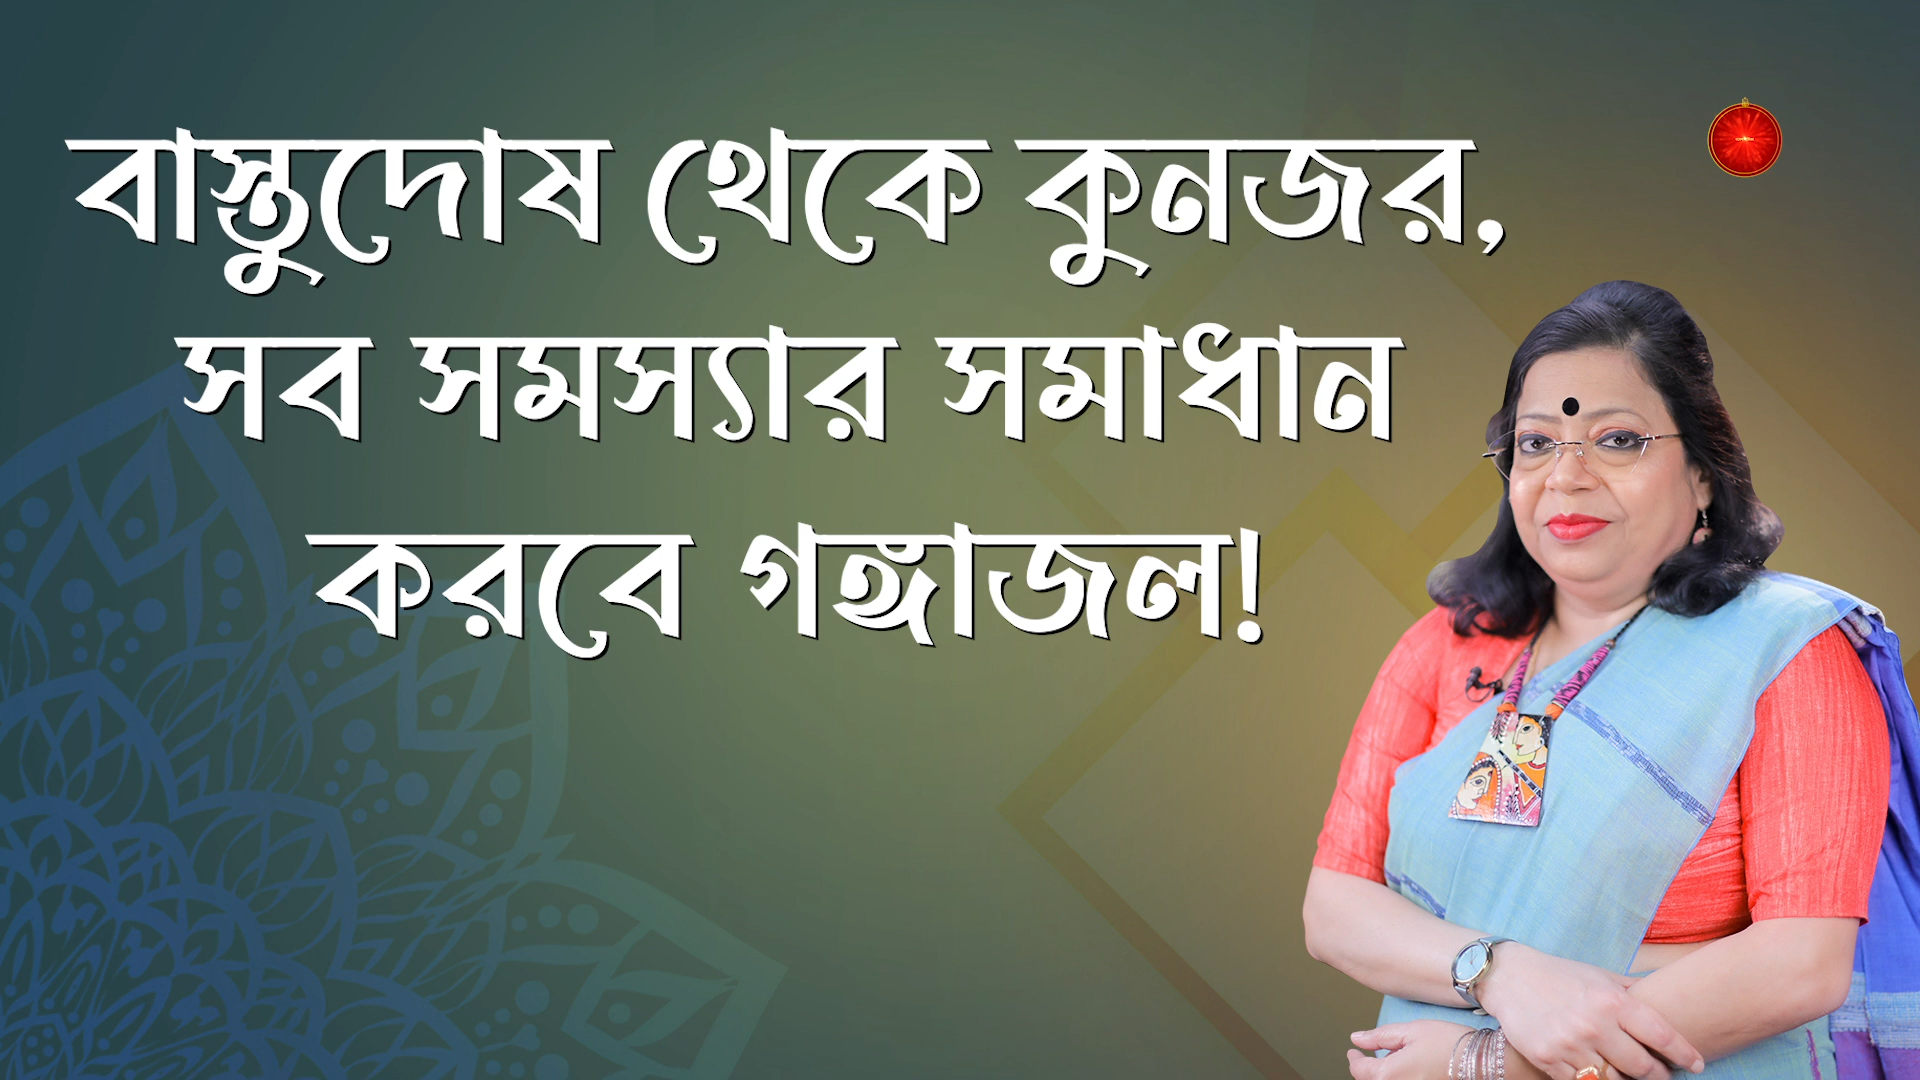 বাস্তুদোষ থেকে কুনজর,
সব সমস্যার সমাধান
করবে গঙ্গাজল!